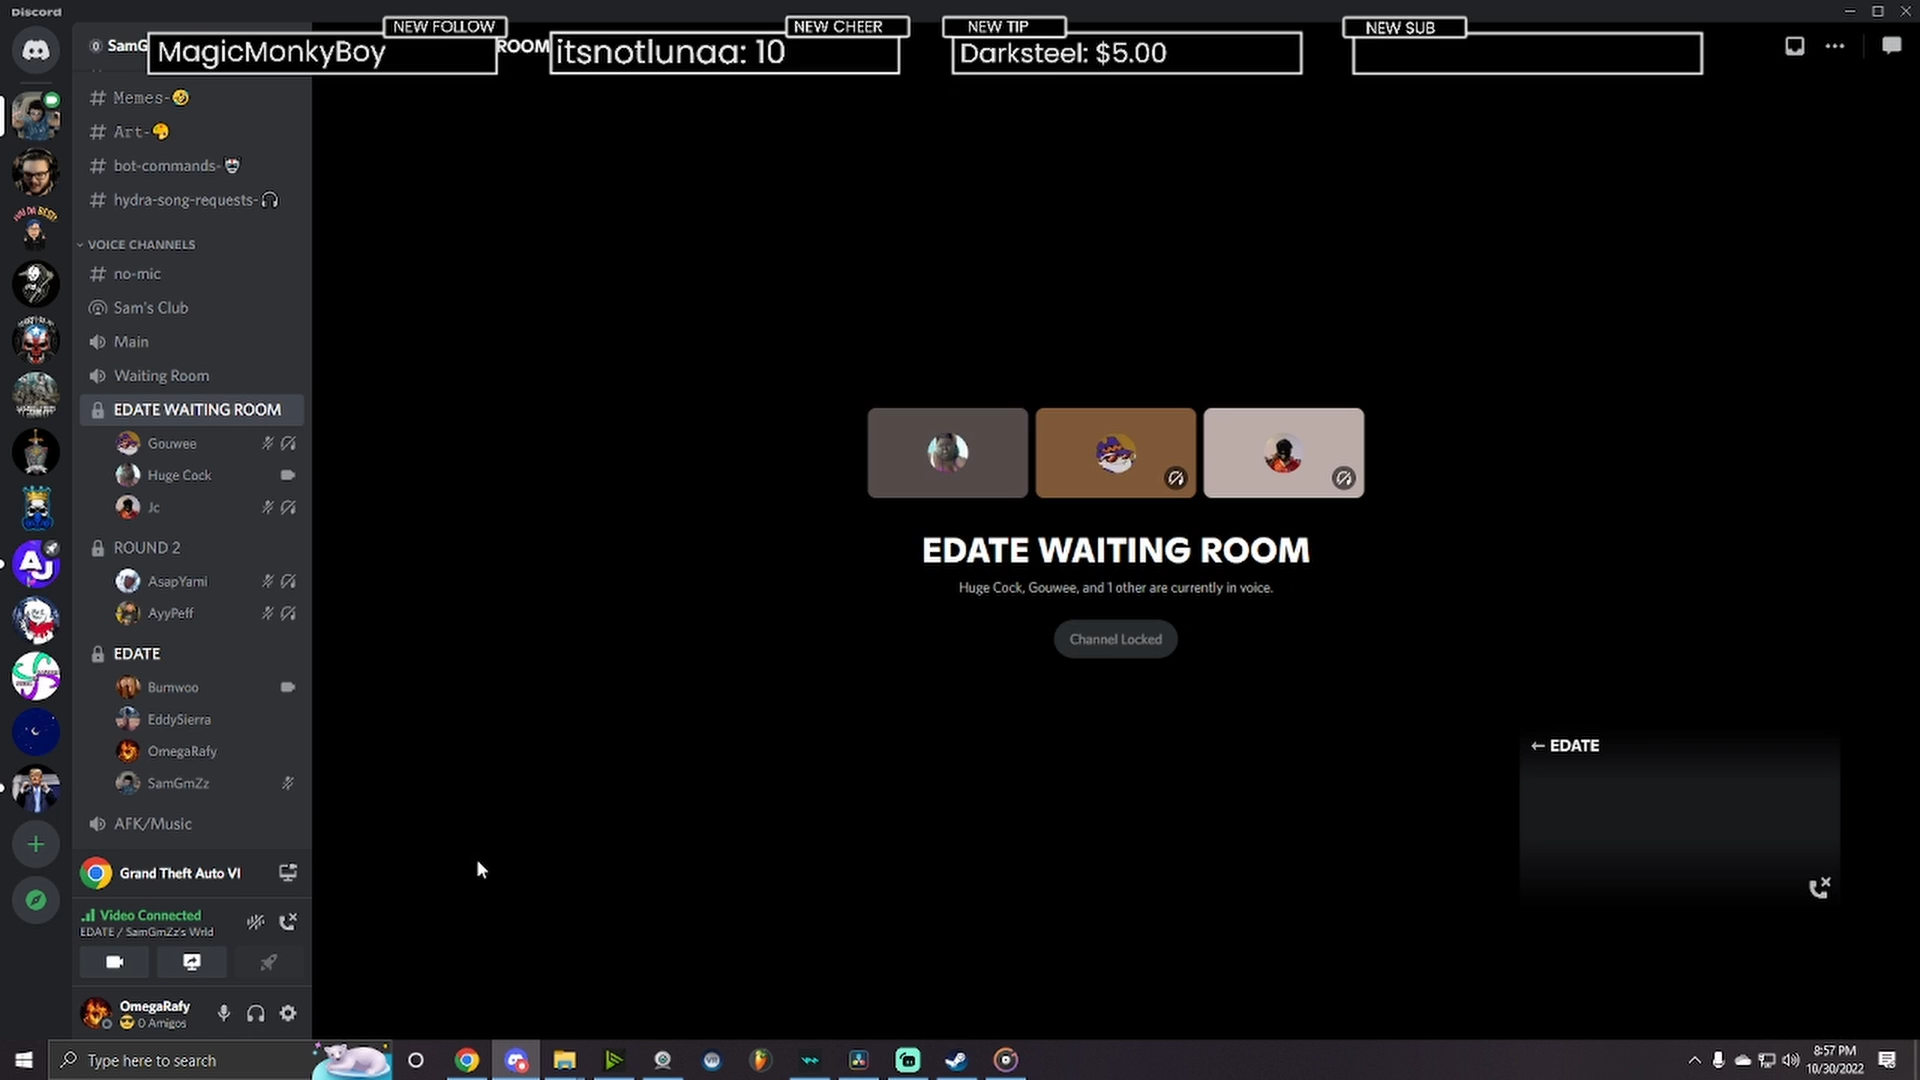 Discord
NEW FOLLOW
NEW CHEER
NEW TIP
NEW SUB
SamG
MagicMonkyBoy
ROOM
itsnotlunaa: 10
Darksteel: $5.00
Memes-
Art-
bot-commands-
hydra-song-requests-
VOICE CHANNELS
no-mic
Sam's Club
Main
Waiting Room
EDATE WAITING ROOM
Gouwee
Huge Cock
Jc
ROUND 2
AsapYami
AyyPeff
EDATE
Bumwoo
EddySierra
OmegaRafy
SamGmZz
AFK/Music
Grand Theft Auto VI
Video Connected
EDATE / SamGmZz's Wrld
OmegaRafy
0 Amigos
EDATE WAITING ROOM
Huge Cock, Gouwee, and 1 other are currently in voice.
Channel Locked
← EDATE
AJ
Type here to search
8:57 PM
10/30/2022